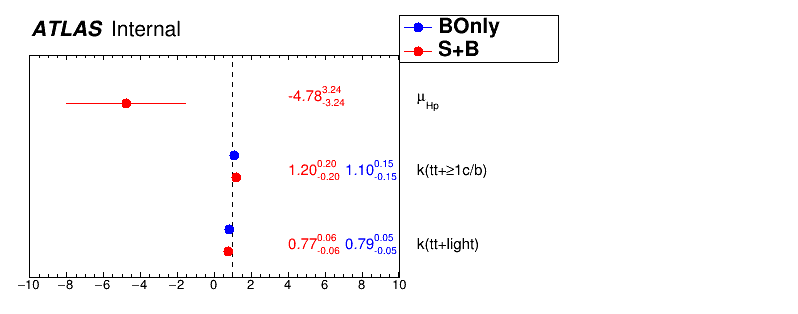 ATLAS Internal
BOnly
S+B
-4.78 3.24 -3.24 μHp
1.20 0.20 -0.20 1.10 0.15 -0.15 k(tt+≥1c/b)
0.77 0.06 -0.06 0.79 0.05 -0.05 k(tt+light)
−10 −8 −6 −4 −2 0 2 4 6 8 10